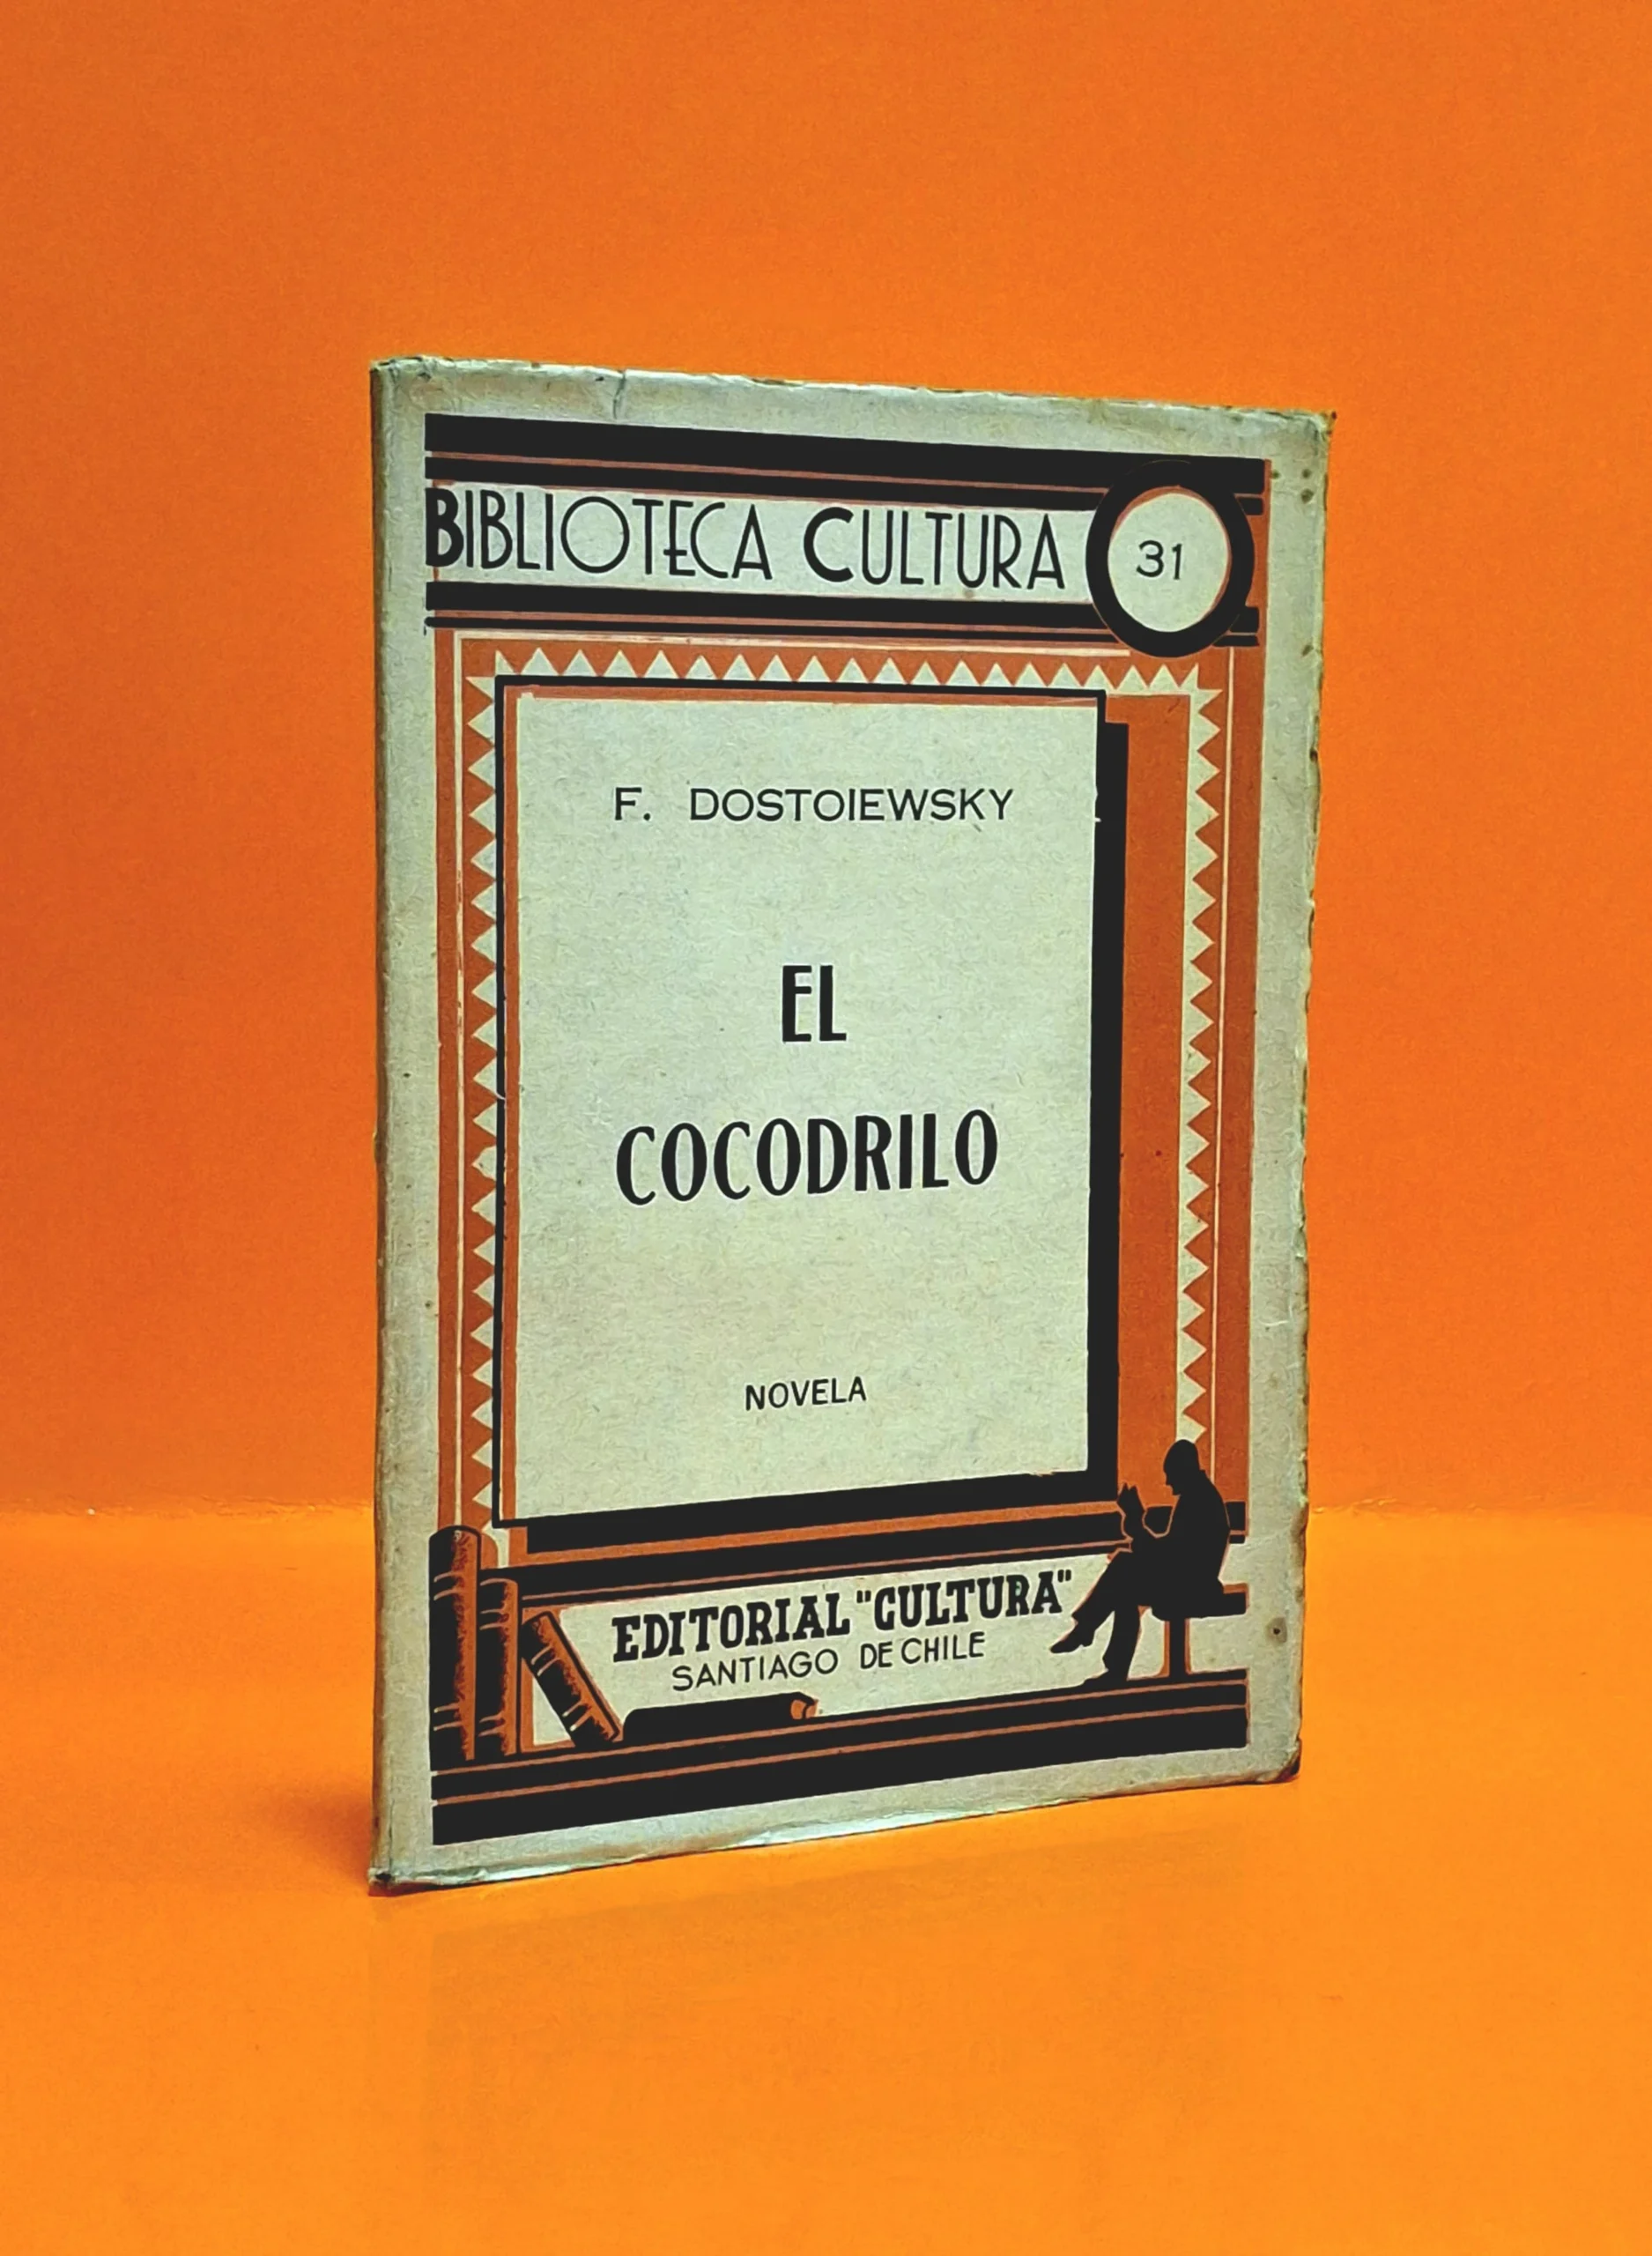 BIBLIOTECA CULTURA 31
F. DOSTOIEWSKY
EL
COCODRILO
NOVELA
EDITORIAL "CULTURA"
SANTIAGO DE CHILE